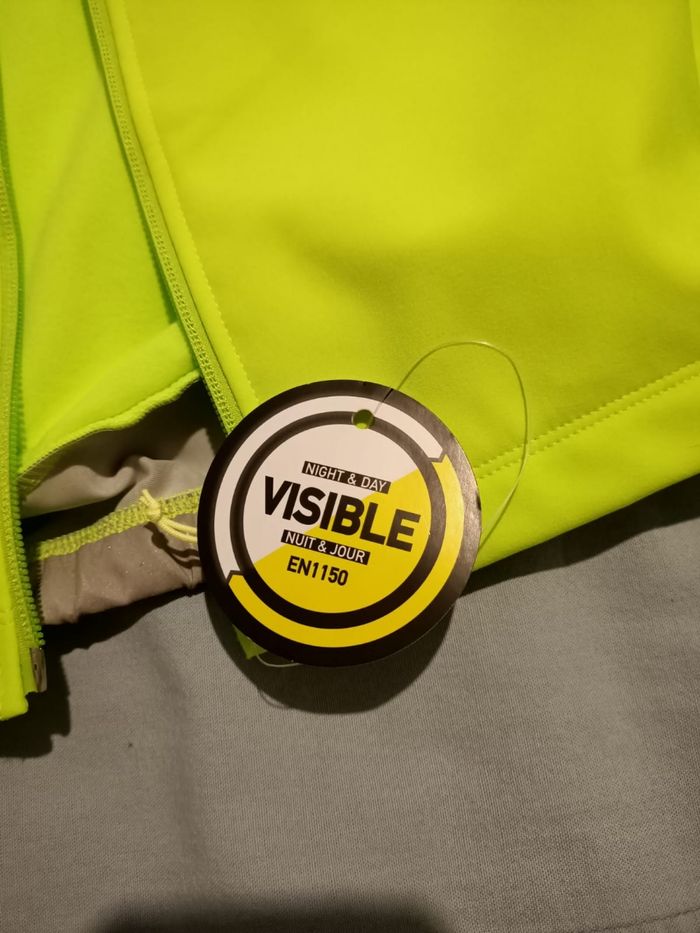 NIGHT & DAY
VISIBLE
NUIT & JOUR
EN1150